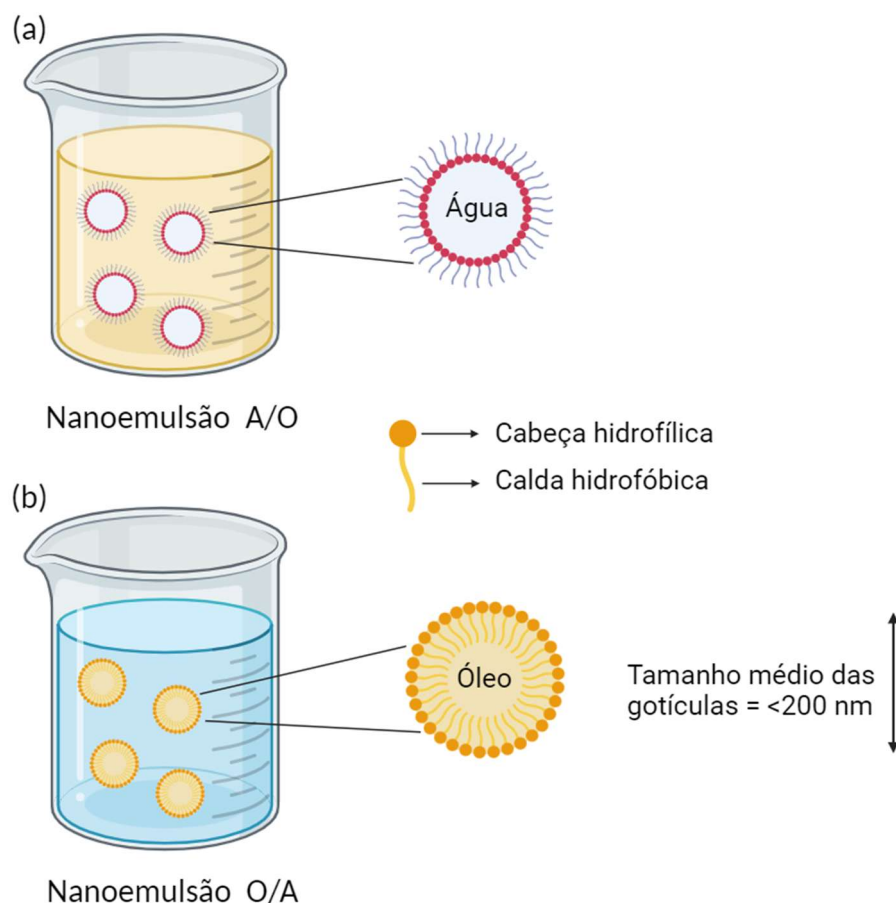 (a)
Água
Nanoemulsão A/O
Cabeça hidrofílica
Calda hidrofóbica
(b)
Óleo
Tamanho médio das
gotículas = <200 nm
Nanoemulsão O/A